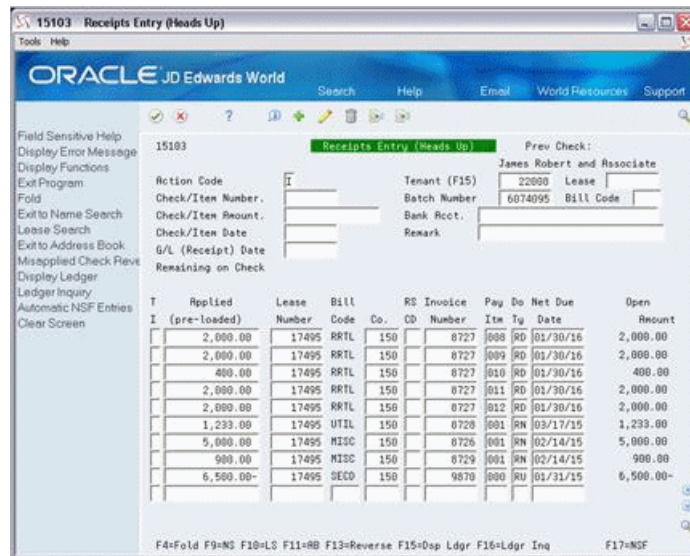 15103 Receipts Entry (Heads Up)
Tools Help
ORACLE JD Edwards World
Search Help Email World Resources Support
Field Sensitive Help
Display Error Message
Display Functions
Exit Program
Fold
Exit to Name Search
Lease Search
Exit to Address Book
Misapplied Check Reve
Display Ledger
Ledger Inquiry
Automatic NSF Entries
Clear Screen
15103 Receipts Entry (Heads Up) Prev Check:
James Robert and Associate
Action Code I Tenant (F15) 22000 Lease
Check/Item Number. Batch Number 6074095 Bill Code
Check/Item Amount. Bank Acct.
Check/Item Date Remark
G/L (Receipt) Date
Remaining on Check
T Applied Lease Bill RS Invoice Pay Do Net Due Open
I (pre-loaded) Number Code Co. CD Number Itm Ty Date Amount
2,000.00 17495 RRTL 150 8727 008 RD 01/30/16 2,000.00
2,000.00 17495 RRTL 150 8727 009 RD 01/30/16 2,000.00
400.00 17495 RRTL 150 8727 010 RD 01/30/16 400.00
2,000.00 17495 RRTL 150 8727 011 RD 01/30/16 2,000.00
2,000.00 17495 RRTL 150 8727 012 RD 01/30/16 2,000.00
1,233.00 17495 UTIL 150 8728 001 RN 03/17/15 1,233.00
5,000.00 17495 MISC 150 8726 001 RN 02/14/15 5,000.00
900.00 17495 MISC 150 8729 001 RN 02/14/15 900.00
6,500.00- 17495 SECD 150 9870 000 RU 01/31/15 6,500.00-
F4=Fold F9=NS F10=LS F11=AB F13=Reverse F15=Dsp Ldgr F16=Ldgr Inq F17=NSF